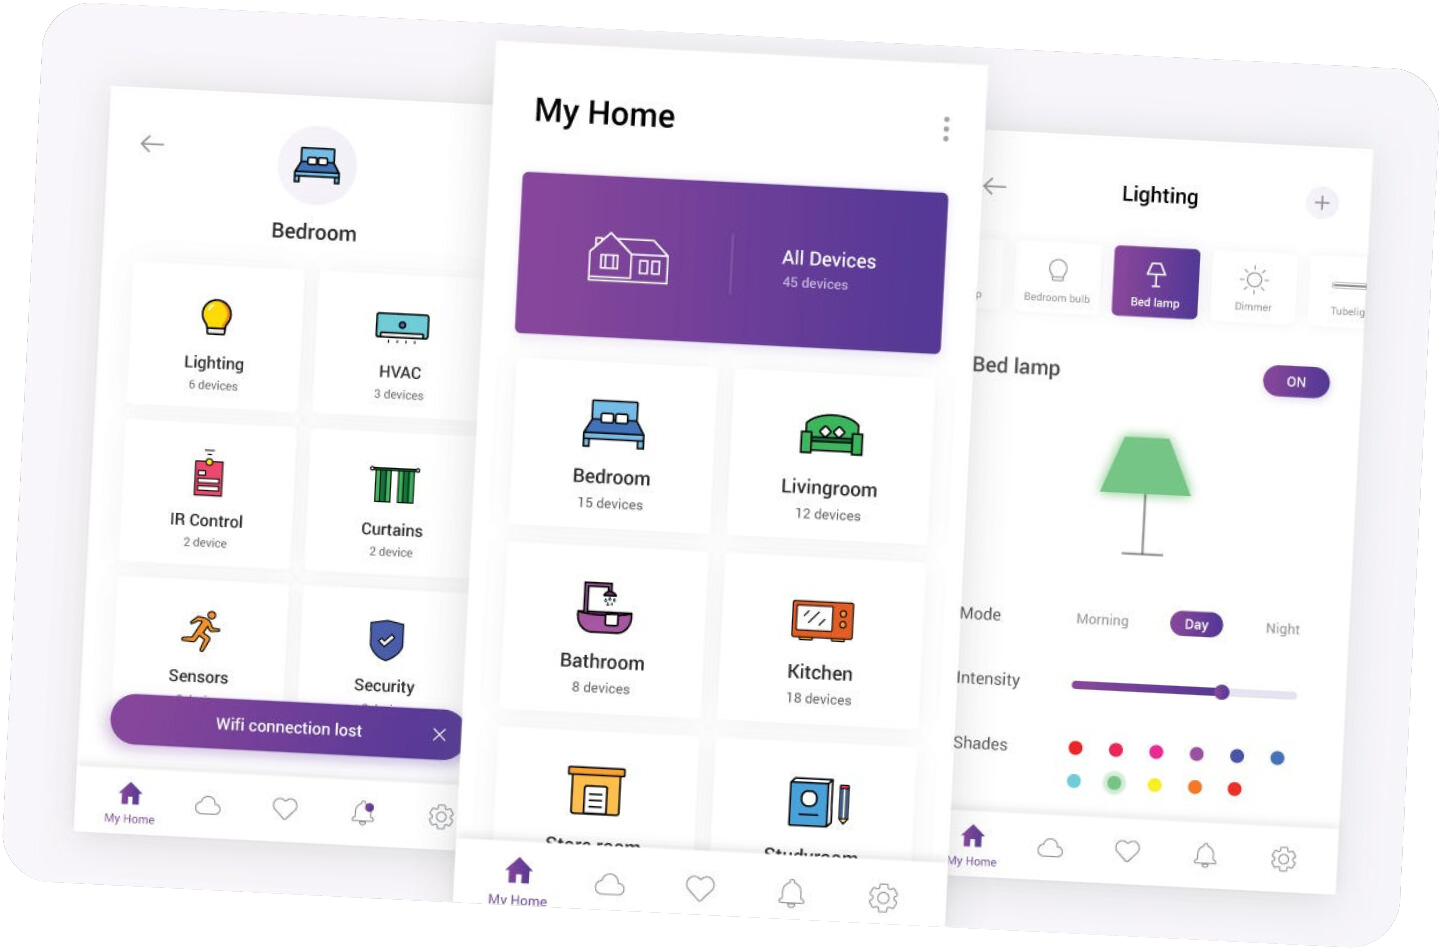 Bedroom
Lighting
6 devices
HVAC
3 devices
IR Control
2 device
Curtains
2 device
Sensors
Security
Wifi connection lost
My Home
My Home
All Devices
45 devices
Bedroom
15 devices
Livingroom
12 devices
Bathroom
8 devices
Kitchen
18 devices
Store room
Studyroom
My Home
Lighting
p
Bedroom bulb
Bed lamp
Dimmer
Tubelig
Bed lamp
ON
Mode
Morning
Day
Night
Intensity
Shades
My Home